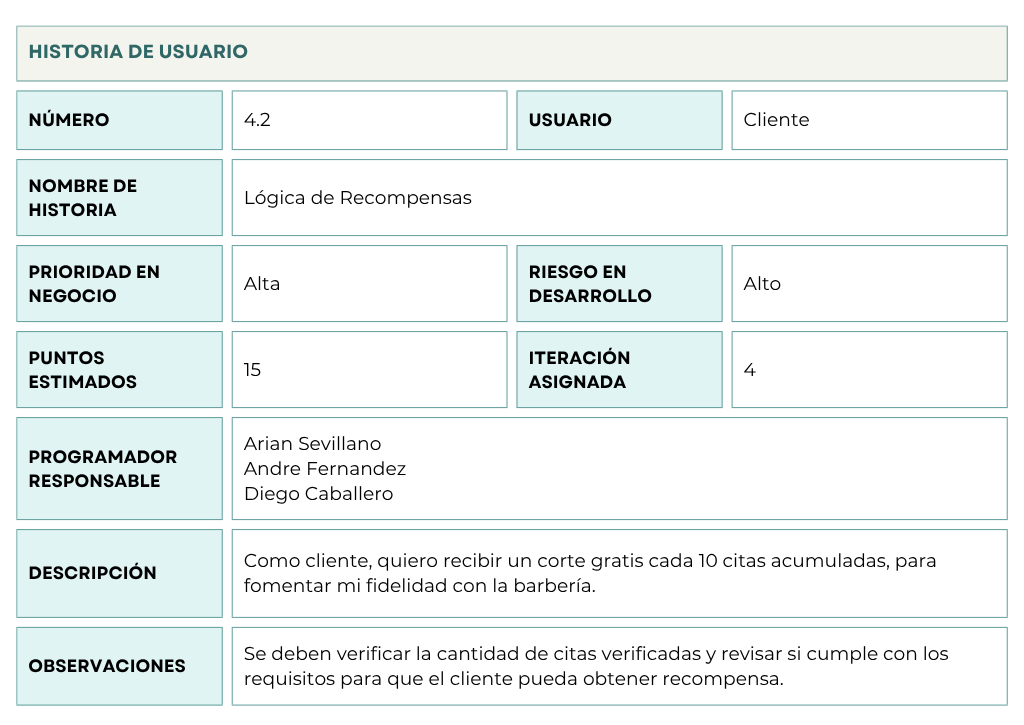 HISTORIA DE USUARIO
NÚMERO
4.2
USUARIO
Cliente
NOMBRE DE
HISTORIA
Lógica de Recompensas
PRIORIDAD EN
NEGOCIO
Alta
RIESGO EN
DESARROLLO
Alto
PUNTOS
ESTIMADOS
15
ITERACIÓN
ASIGNADA
4
PROGRAMADOR
RESPONSABLE
Arian Sevillano
Andre Fernandez
Diego Caballero
DESCRIPCIÓN
Como cliente, quiero recibir un corte gratis cada 10 citas acumuladas, para
fomentar mi fidelidad con la barbería.
OBSERVACIONES
Se deben verificar la cantidad de citas verificadas y revisar si cumple con los
requisitos para que el cliente pueda obtener recompensa.